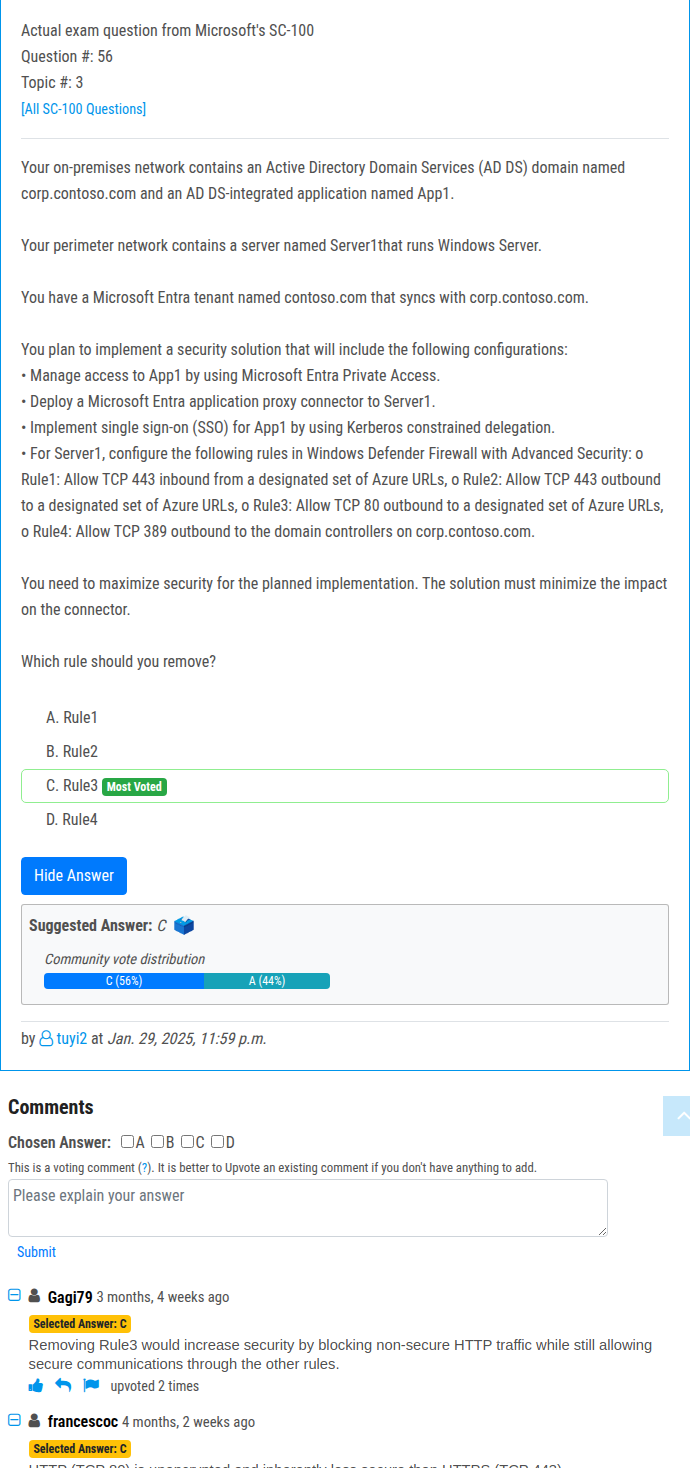 Actual exam question from Microsoft's SC-100
Question #: 56
Topic #: 3
[All SC-100 Questions]
Your on-premises network contains an Active Directory Domain Services (AD DS) domain named
corp.contoso.com and an AD DS-integrated application named App1.
Your perimeter network contains a server named Server1that runs Windows Server.
You have a Microsoft Entra tenant named contoso.com that syncs with corp.contoso.com.
You plan to implement a security solution that will include the following configurations:
• Manage access to App1 by using Microsoft Entra Private Access.
• Deploy a Microsoft Entra application proxy connector to Server1.
• Implement single sign-on (SSO) for App1 by using Kerberos constrained delegation.
• For Server1, configure the following rules in Windows Defender Firewall with Advanced Security: o
Rule1: Allow TCP 443 inbound from a designated set of Azure URLs, o Rule2: Allow TCP 443 outbound
to a designated set of Azure URLs, o Rule3: Allow TCP 80 outbound to a designated set of Azure URLs,
o Rule4: Allow TCP 389 outbound to the domain controllers on corp.contoso.com.
You need to maximize security for the planned implementation. The solution must minimize the impact
on the connector.
Which rule should you remove?
A. Rule1
B. Rule2
C. Rule3 Most Voted
D. Rule4
Hide Answer
Suggested Answer: C
Community vote distribution
C (56%) A (44%)
by tuyi2 at Jan. 29, 2025, 11:59 p.m.
Comments
Chosen Answer: A B C D
This is a voting comment (?). It is better to Upvote an existing comment if you don't have anything to add.
Please explain your answer
Submit
Gagi79 3 months, 4 weeks ago
Selected Answer: C
Removing Rule3 would increase security by blocking non-secure HTTP traffic while still allowing
secure communications through the other rules.
upvoted 2 times
francescoc 4 months, 2 weeks ago
Selected Answer: C
HTTP (TCP 80) is unencrypted and inherently less secure than HTTPS (TCP 443).